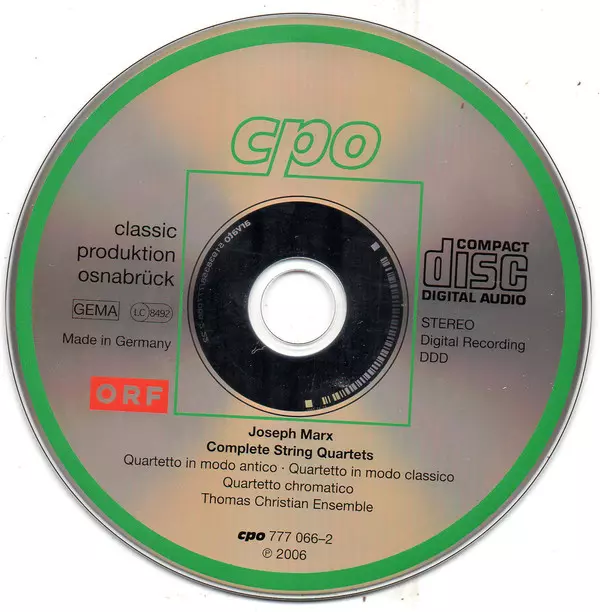 cpo
classic
produktion
osnabrück
GEMA
LC 8492
Made in Germany
ORF
COMPACT
disc
DIGITAL AUDIO
STEREO
Digital Recording
DDD
Joseph Marx
Complete String Quartets
Quartetto in modo antico · Quartetto in modo classico
Quartetto chromatico
Thomas Christian Ensemble
cpo 777 066–2
℗ 2006